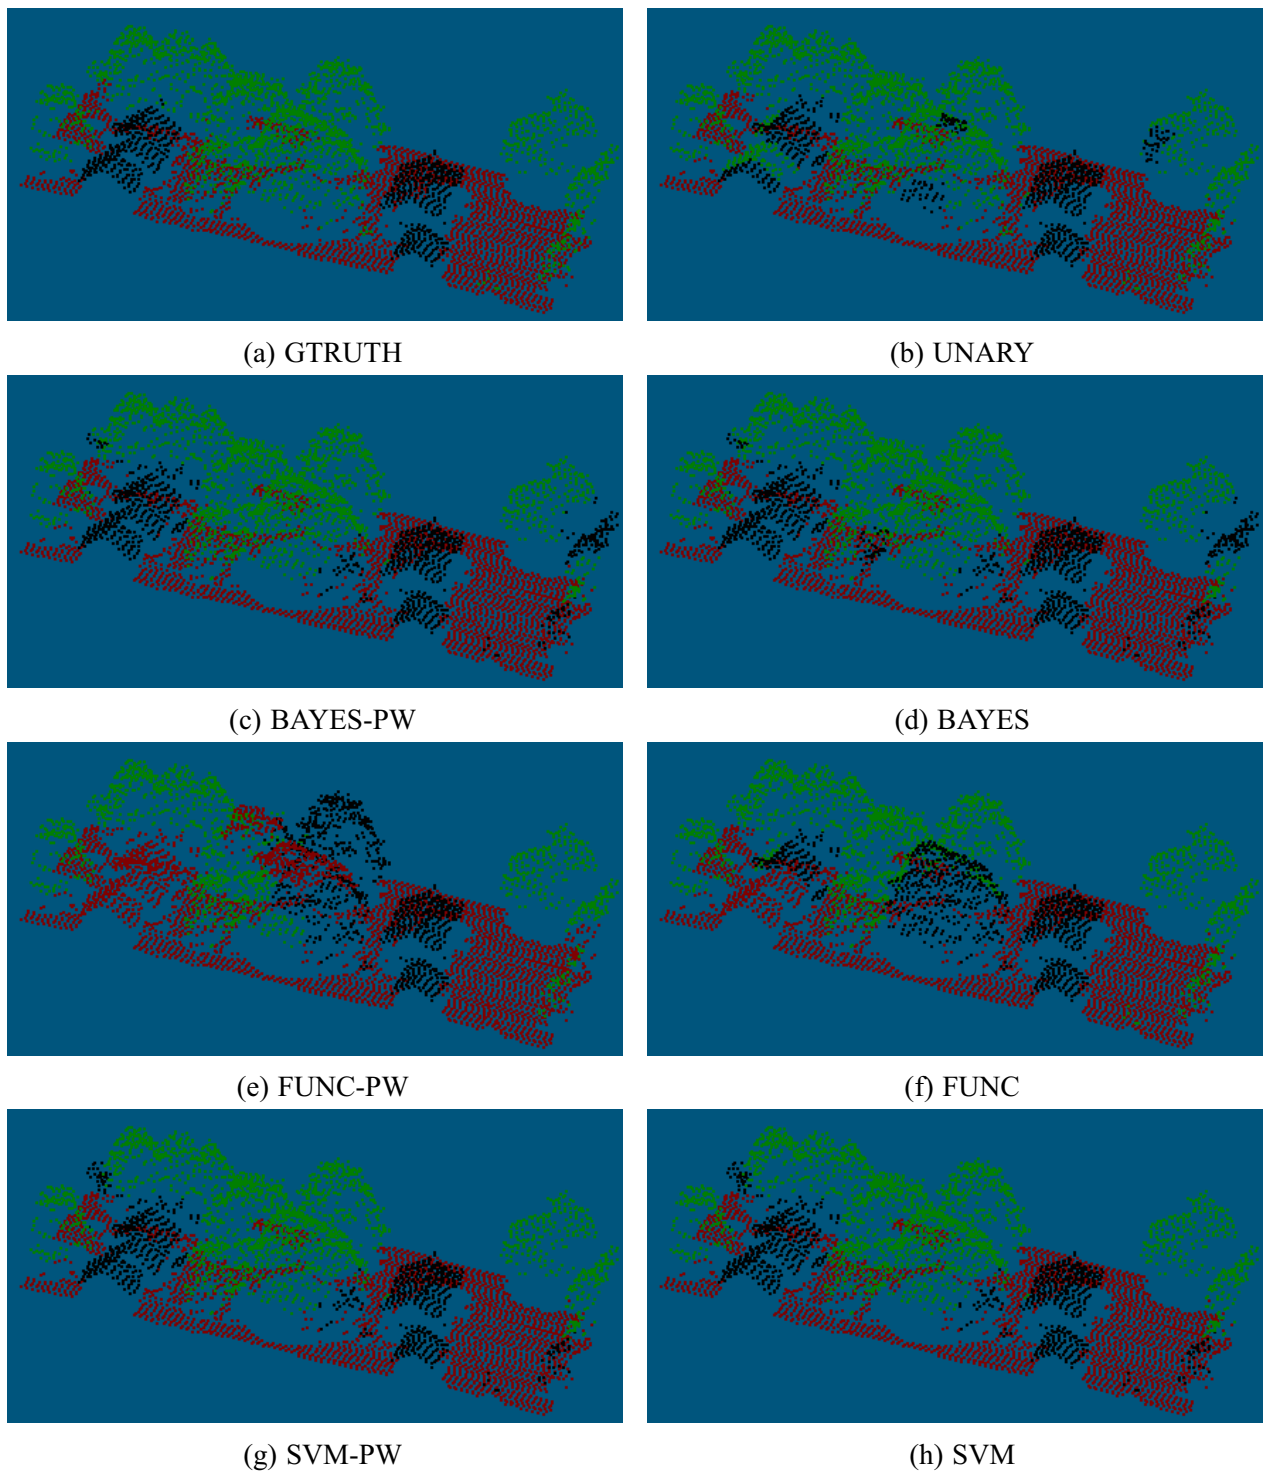 (a) GTRUTH
(b) UNARY
(c) BAYES-PW
(d) BAYES
(e) FUNC-PW
(f) FUNC
(g) SVM-PW
(h) SVM